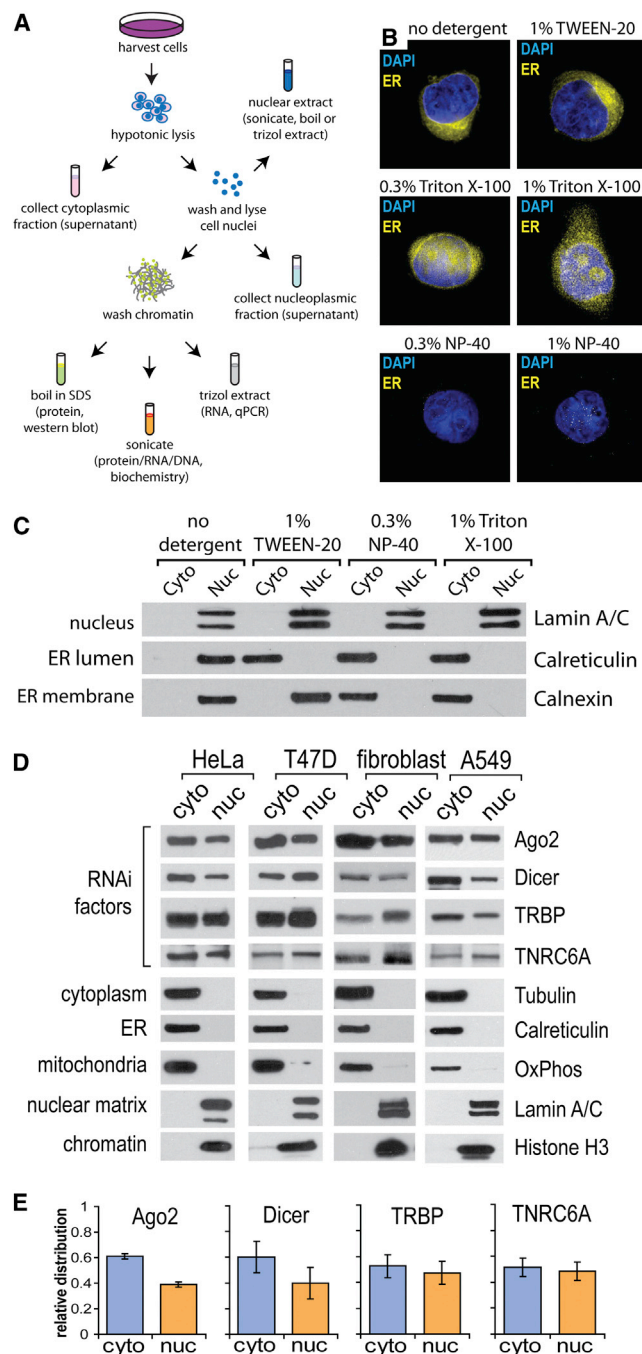 A
harvest cells
hypotonic lysis
nuclear extract
(sonicate, boil or
trizol extract)
collect cytoplasmic
fraction (supernatant)
wash and lyse
cell nuclei
wash chromatin
collect nucleoplasmic
fraction (supernatant)
boil in SDS
(protein,
western blot)
trizol extract
(RNA, qPCR)
sonicate
(protein/RNA/DNA,
biochemistry)
B
no detergent
1% TWEEN-20
DAPI
ER
DAPI
ER
0.3% Triton X-100
1% Triton X-100
DAPI
ER
DAPI
ER
0.3% NP-40
1% NP-40
DAPI
ER
DAPI
ER
C
no
detergent
1%
TWEEN-20
0.3%
NP-40
1% Triton
X-100
Cyto Nuc Cyto Nuc Cyto Nuc Cyto Nuc
nucleus Lamin A/C
ER lumen Calreticulin
ER membrane Calnexin
D
HeLa T47D fibroblast A549
cyto nuc cyto nuc cyto nuc cyto nuc
RNAi
factors
Ago2
Dicer
TRBP
TNRC6A
cytoplasm Tubulin
ER Calreticulin
mitochondria OxPhos
nuclear matrix Lamin A/C
chromatin Histone H3
E
relative distribution
1
0.8
0.6
0.4
0.2
0
Ago2 Dicer TRBP TNRC6A
cyto nuc cyto nuc cyto nuc cyto nuc